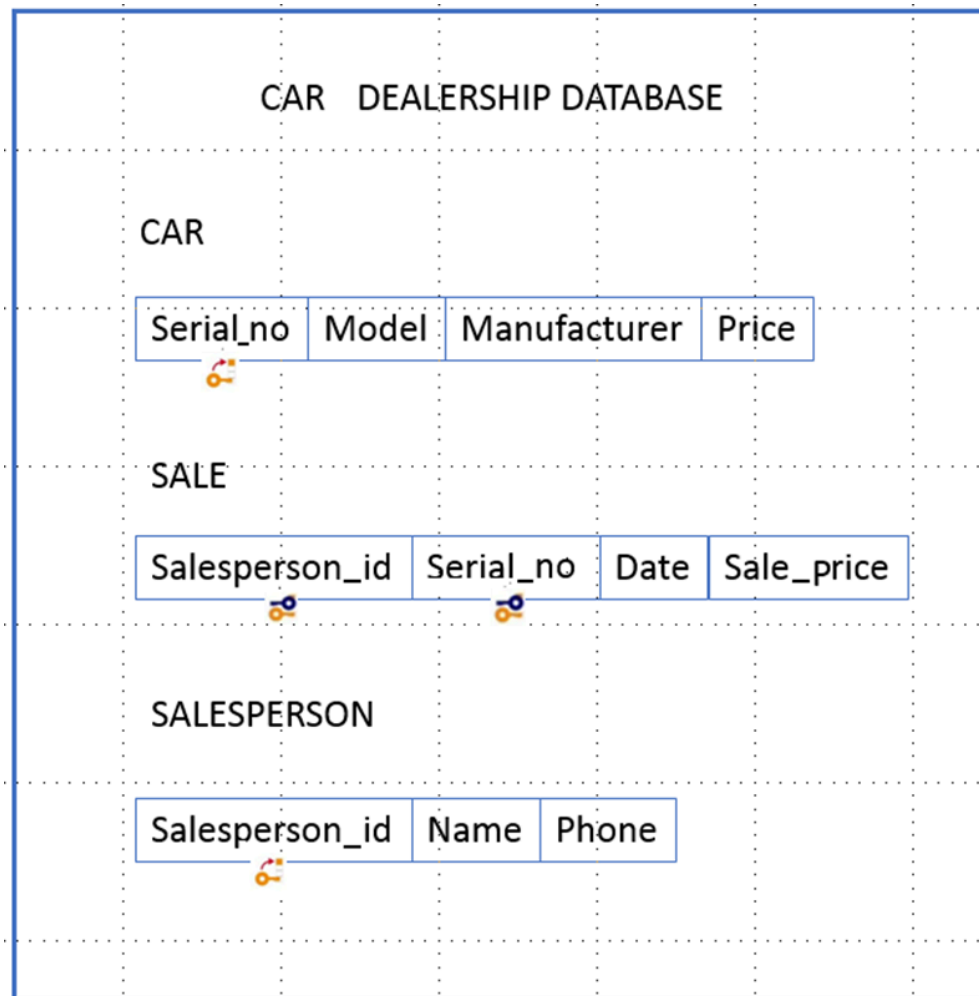 CAR DEALERSHIP DATABASE
CAR
Serial_no Model Manufacturer Price
SALE
Salesperson_id Serial_no Date Sale_price
SALESPERSON
Salesperson_id Name Phone